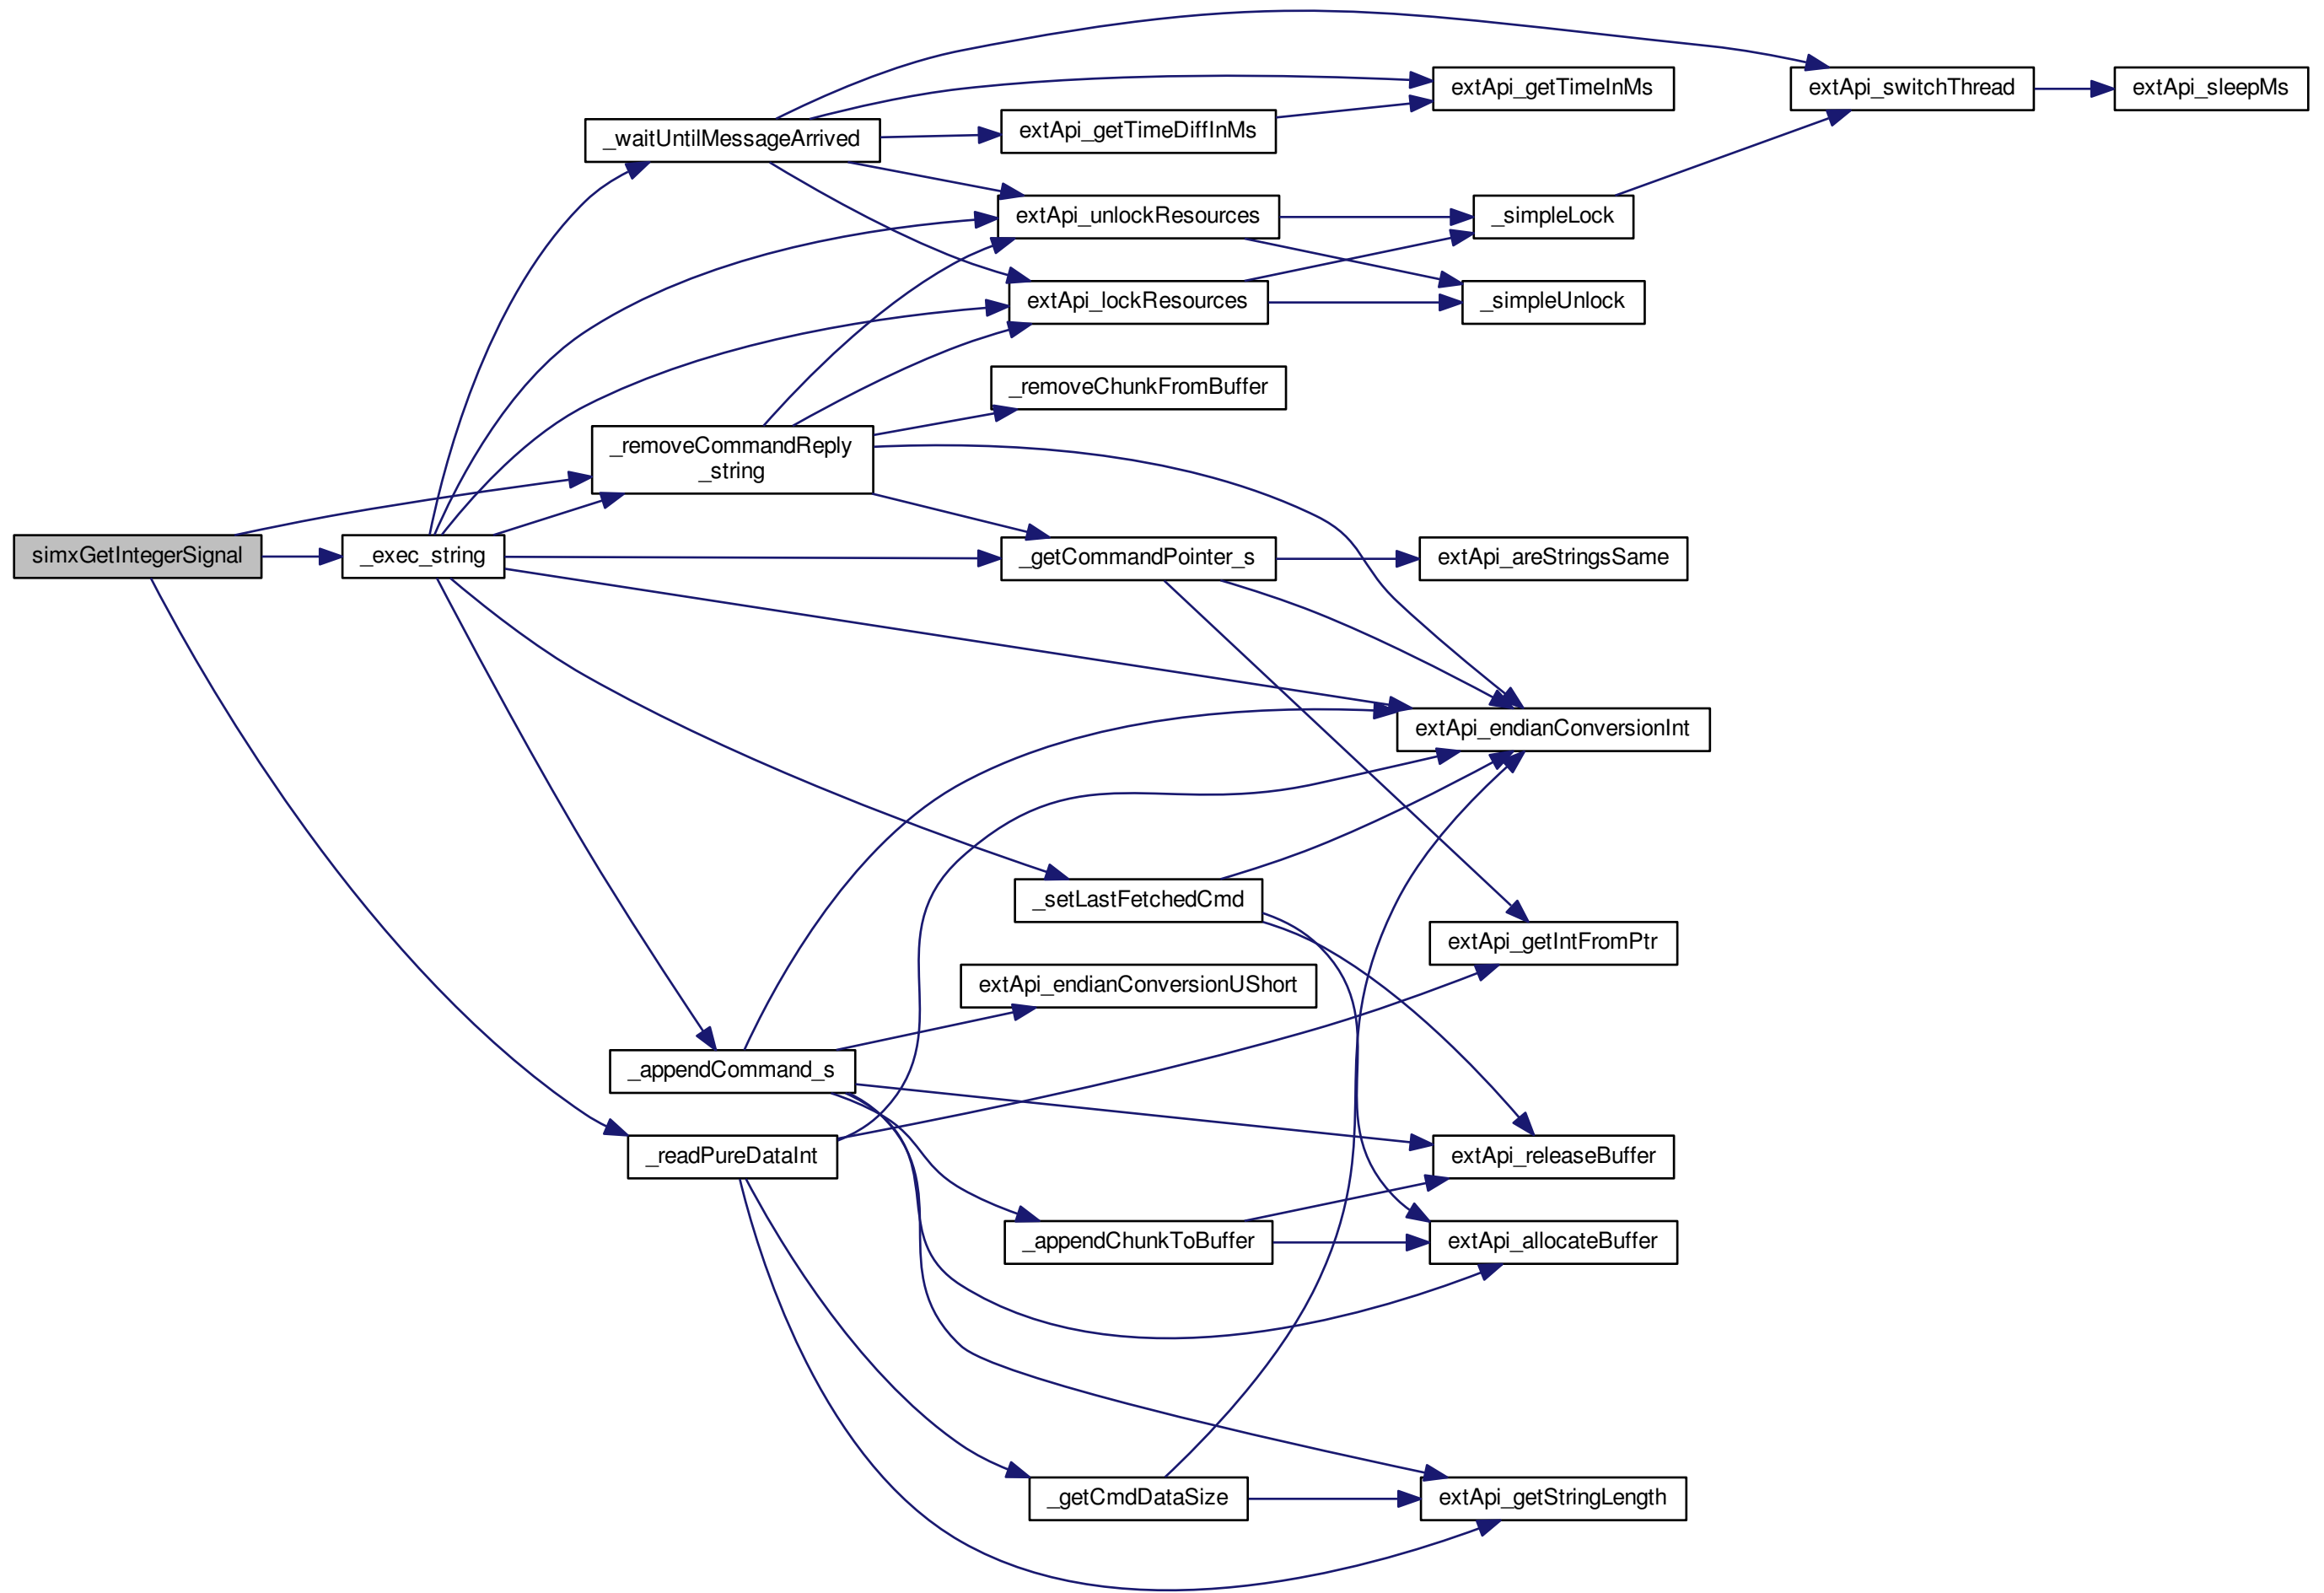 extApi_getTimeInMs
extApi_switchThread
extApi_sleepMs
_waitUntilMessageArrived
extApi_getTimeDiffInMs
extApi_unlockResources
_simpleLock
extApi_lockResources
_simpleUnlock
_removeChunkFromBuffer
_removeCommandReply
_string
simxGetIntegerSignal
_exec_string
_getCommandPointer_s
extApi_areStringsSame
extApi_endianConversionInt
_setLastFetchedCmd
extApi_getIntFromPtr
extApi_endianConversionUShort
_appendCommand_s
_readPureDataInt
extApi_releaseBuffer
_appendChunkToBuffer
extApi_allocateBuffer
_getCmdDataSize
extApi_getStringLength